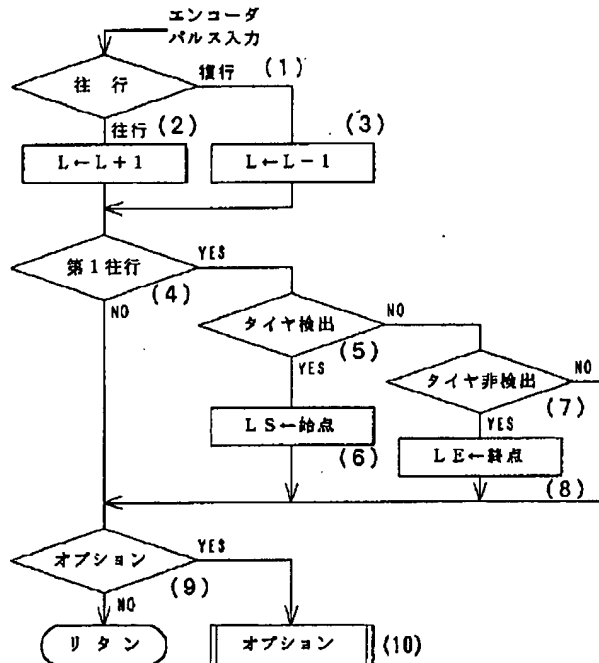 エンコーダ
パルス入力
往行
復行 (1)
往行 (2)
(3)
L←L+1
L←L-1
第1往行
YES
(4)
NO
タイヤ検出
NO
(5)
YES
タイヤ非検出
NO
(7)
YES
LS←始点
(6)
LE←終点
(8)
オプション
YES
(9)
NO
リタン
オプション
(10)